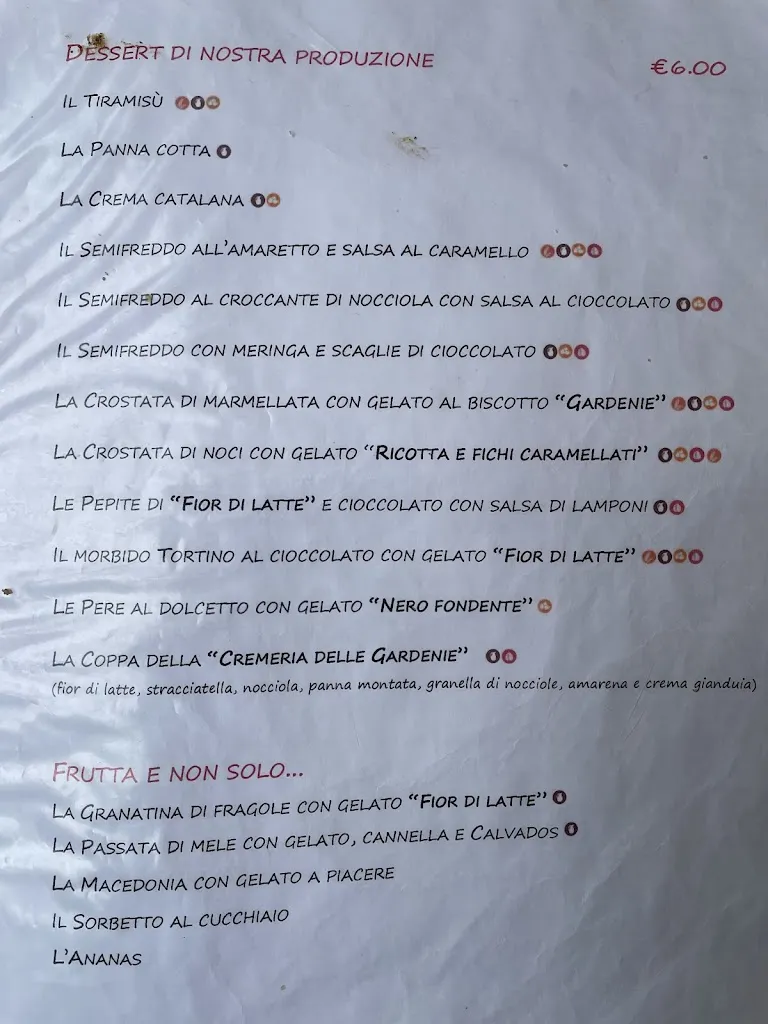 DESSERT DI NOSTRA PRODUZIONE €6.00
IL TIRAMISÙ
LA PANNA COTTA
LA CREMA CATALANA
IL SEMIFREDDO ALL'AMARETTO E SALSA AL CARAMELLO
IL SEMIFREDDO AL CROCCANTE DI NOCCIOLA CON SALSA AL CIOCCOLATO
IL SEMIFREDDO CON MERINGA E SCAGLIE DI CIOCCOLATO
LA CROSTATA DI MARMELLATA CON GELATO AL BISCOTTO "GARDENIE"
LA CROSTATA DI NOCI CON GELATO "RICOTTA E FICHI CARAMELLATI"
LE PEPITE DI "FIOR DI LATTE" E CIOCCOLATO CON SALSA DI LAMPONI
IL MORBIDO TORTINO AL CIOCCOLATO CON GELATO "FIOR DI LATTE"
LE PERE AL DOLCETTO CON GELATO "NERO FONDENTE"
LA COPPA DELLA "CREMERIA DELLE GARDENIE"
(fior di latte, stracciatella, nocciola, panna montata, granella di nocciole, amarena e crema gianduia)
FRUTTA E NON SOLO...
LA GRANATINA DI FRAGOLE CON GELATO "FIOR DI LATTE"
LA PASSATA DI MELE CON GELATO, CANNELLA E CALVADOS
LA MACEDONIA CON GELATO A PIACERE
IL SORBETTO AL CUCCHIAIO
L'ANANAS